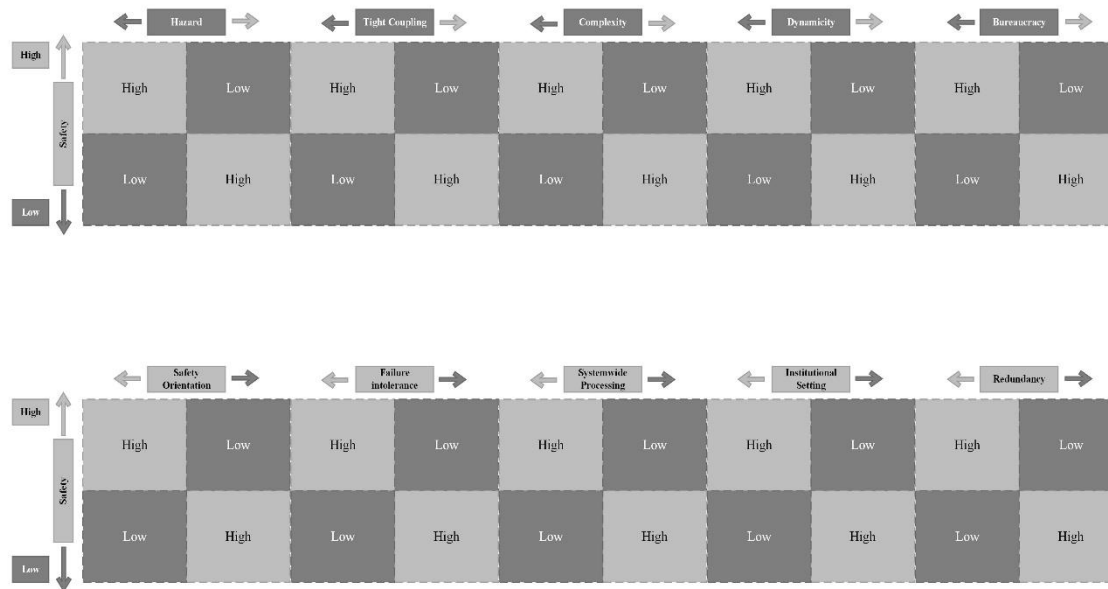 Hazard Tight Coupling Complexity Dynamicity Bureaucracy
High
High Low High Low High Low High Low High Low
Safety
Low High Low High Low High Low High Low High
Low
Safety Orientation Failure intolerance Systemwide Processing Institutional Setting Redundancy
High
High Low High Low High Low High Low High Low
Safety
Low High Low High Low High Low High Low High
Low